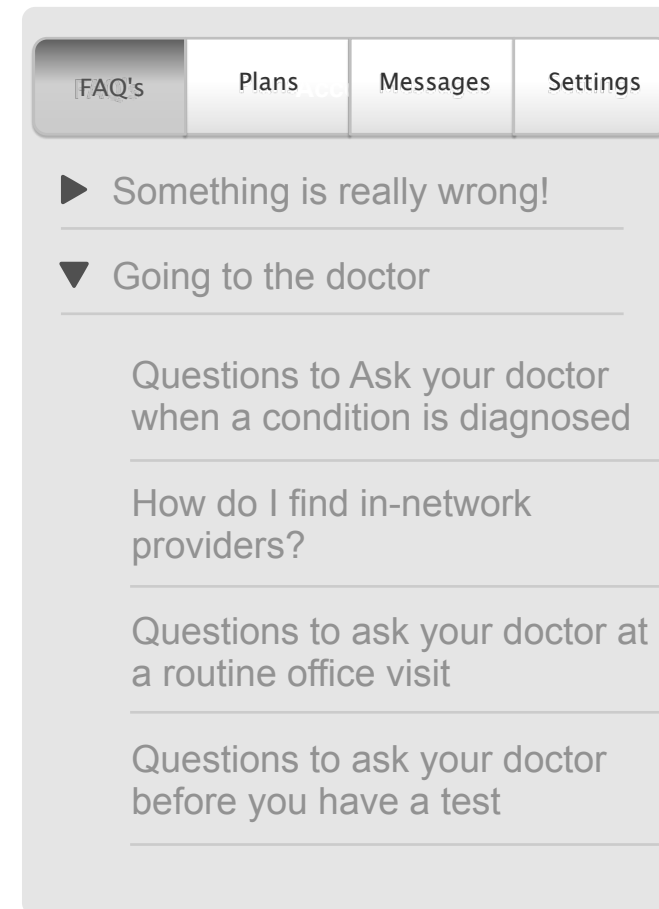 FAQ's Plans Messages Settings
Something is really wrong!
Going to the doctor
Questions to Ask your doctor
when a condition is diagnosed
How do I find in-network
providers?
Questions to ask your doctor at
a routine office visit
Questions to ask your doctor
before you have a test